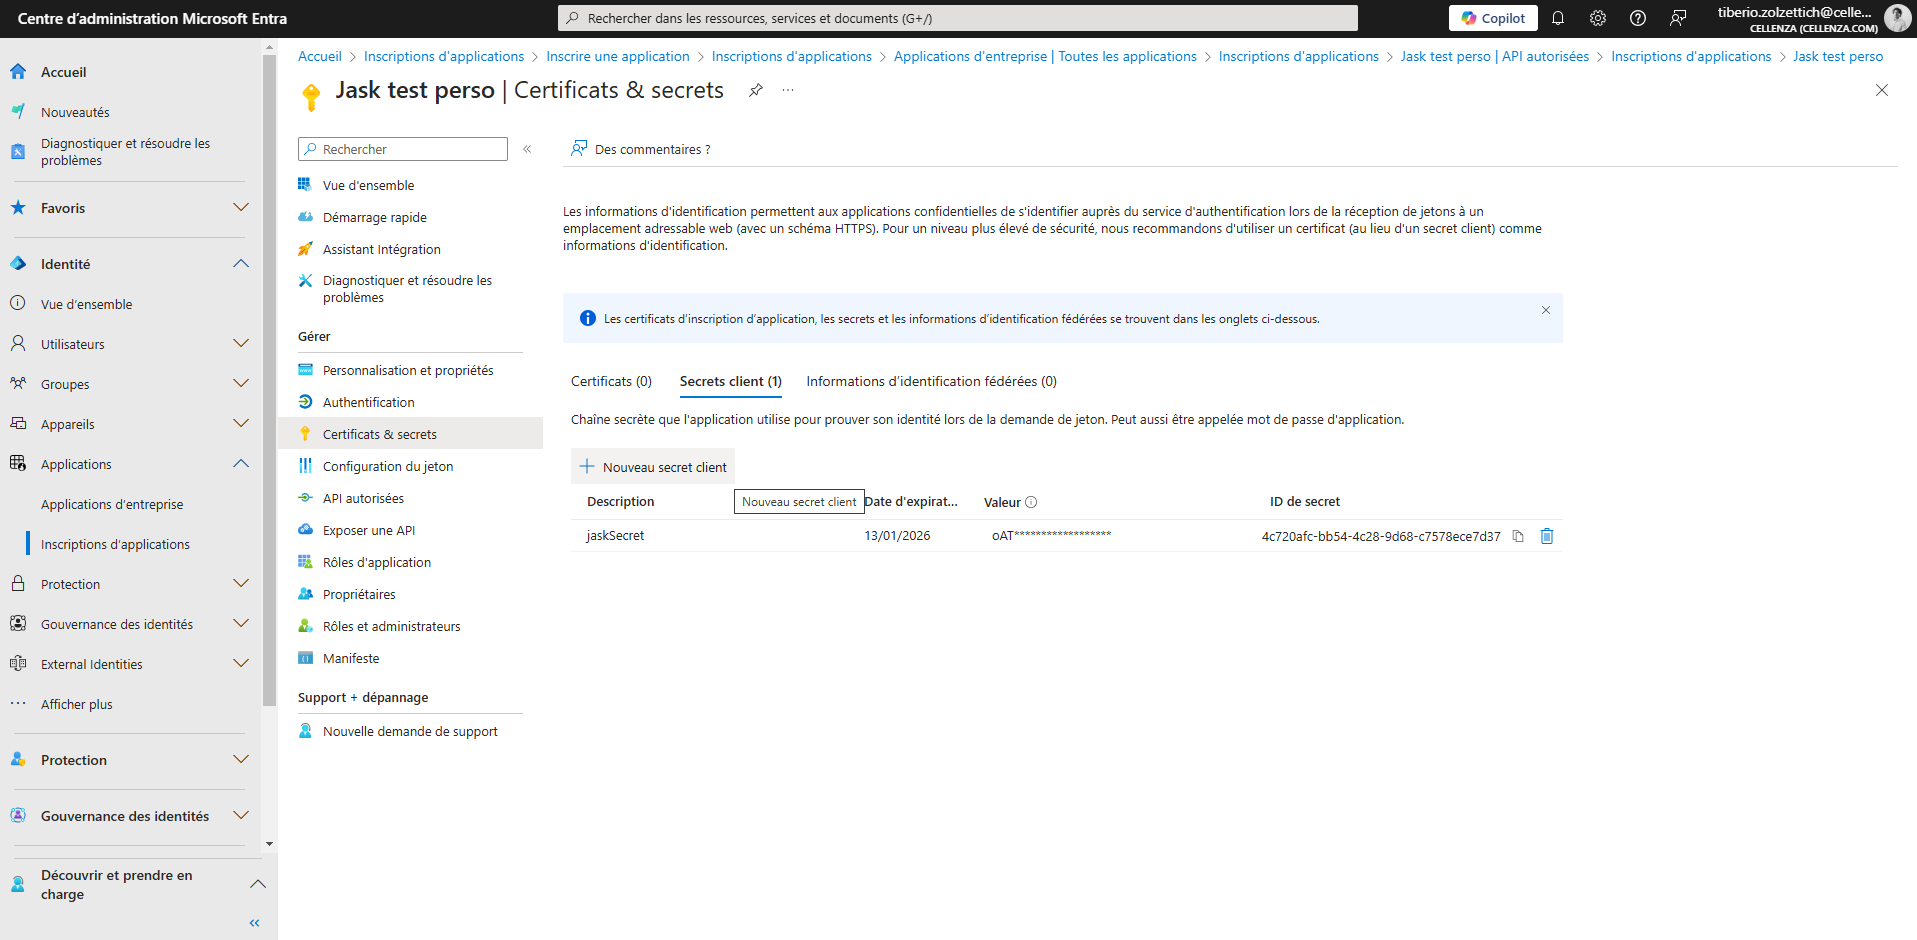 Centre d'administration Microsoft Entra
Rechercher dans les ressources, services et documents (G+/)
Copilot
tiberio.zolzettich@celle...
CELLENZA (CELLENZA.COM)
Accueil
Nouveautés
Diagnostiquer et résoudre les
problèmes
Favoris
Identité
Vue d'ensemble
Utilisateurs
Groupes
Appareils
Applications
Applications d'entreprise
Inscriptions d'applications
Protection
Gouvernance des identités
External Identities
Afficher plus
Protection
Gouvernance des identités
Découvrir et prendre en
charge
Accueil > Inscriptions d'applications > Inscrire une application > Inscriptions d'applications > Applications d'entreprise | Toutes les applications > Inscriptions d'applications > Jask test perso | API autorisées > Inscriptions d'applications > Jask test perso
Jask test perso | Certificats & secrets
Rechercher
Vue d'ensemble
Démarrage rapide
Assistant Intégration
Diagnostiquer et résoudre les
problèmes
Gérer
Personnalisation et propriétés
Authentification
Certificats & secrets
Configuration du jeton
API autorisées
Exposer une API
Rôles d'application
Propriétaires
Rôles et administrateurs
Manifeste
Support + dépannage
Nouvelle demande de support
Des commentaires ?
Les informations d'identification permettent aux applications confidentielles de s'identifier auprès du service d'authentification lors de la réception de jetons à un
emplacement adressable web (avec un schéma HTTPS). Pour un niveau plus élevé de sécurité, nous recommandons d'utiliser un certificat (au lieu d'un secret client) comme
informations d'identification.
Les certificats d'inscription d'application, les secrets et les informations d'identification fédérées se trouvent dans les onglets ci-dessous.
Certificats (0) Secrets client (1) Informations d'identification fédérées (0)
Chaîne secrète que l'application utilise pour prouver son identité lors de la demande de jeton. Peut aussi être appelée mot de passe d'application.
Nouveau secret client
Description Nouveau secret client Date d'expirat... Valeur ID de secret
jaskSecret 13/01/2026 oAT****************** 4c720afc-bb54-4c28-9d68-c7578ece7d37